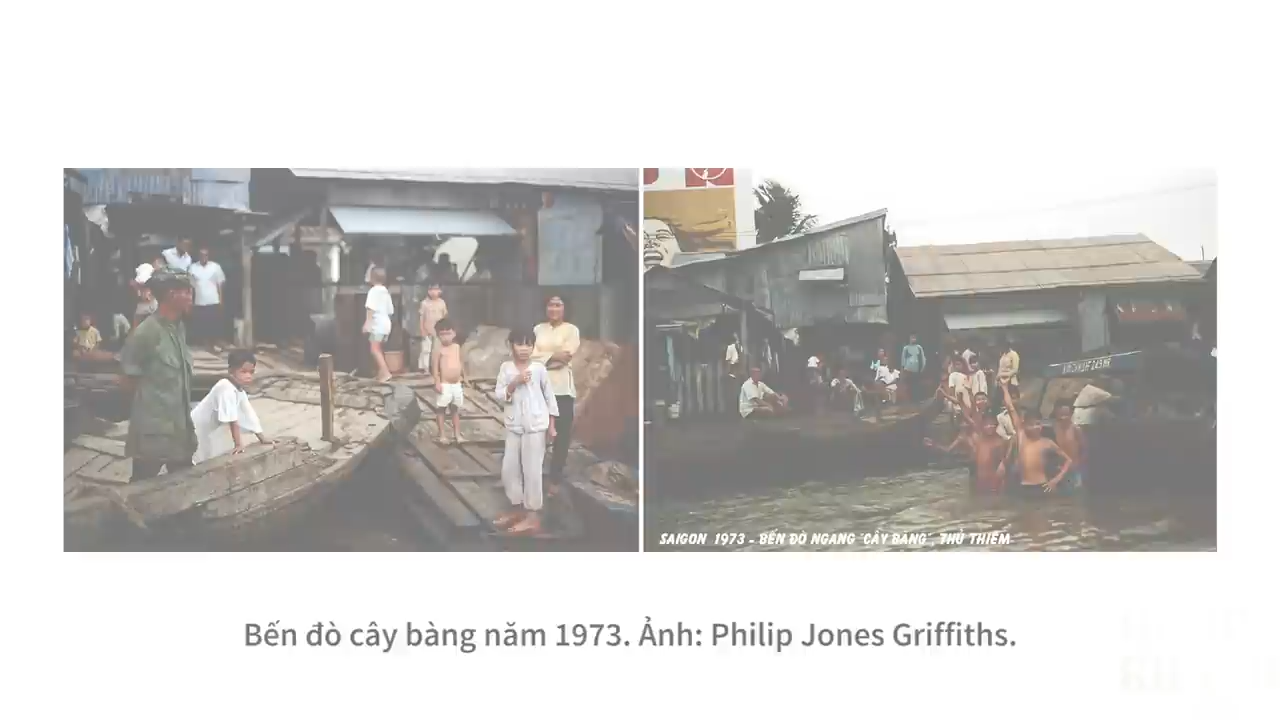 SAIGON 1973 - BẾN ĐÒ NGANG "CÂY BÀNG", THỦ THIÊM
Bến đò cây bàng năm 1973. Ảnh: Philip Jones Griffiths.